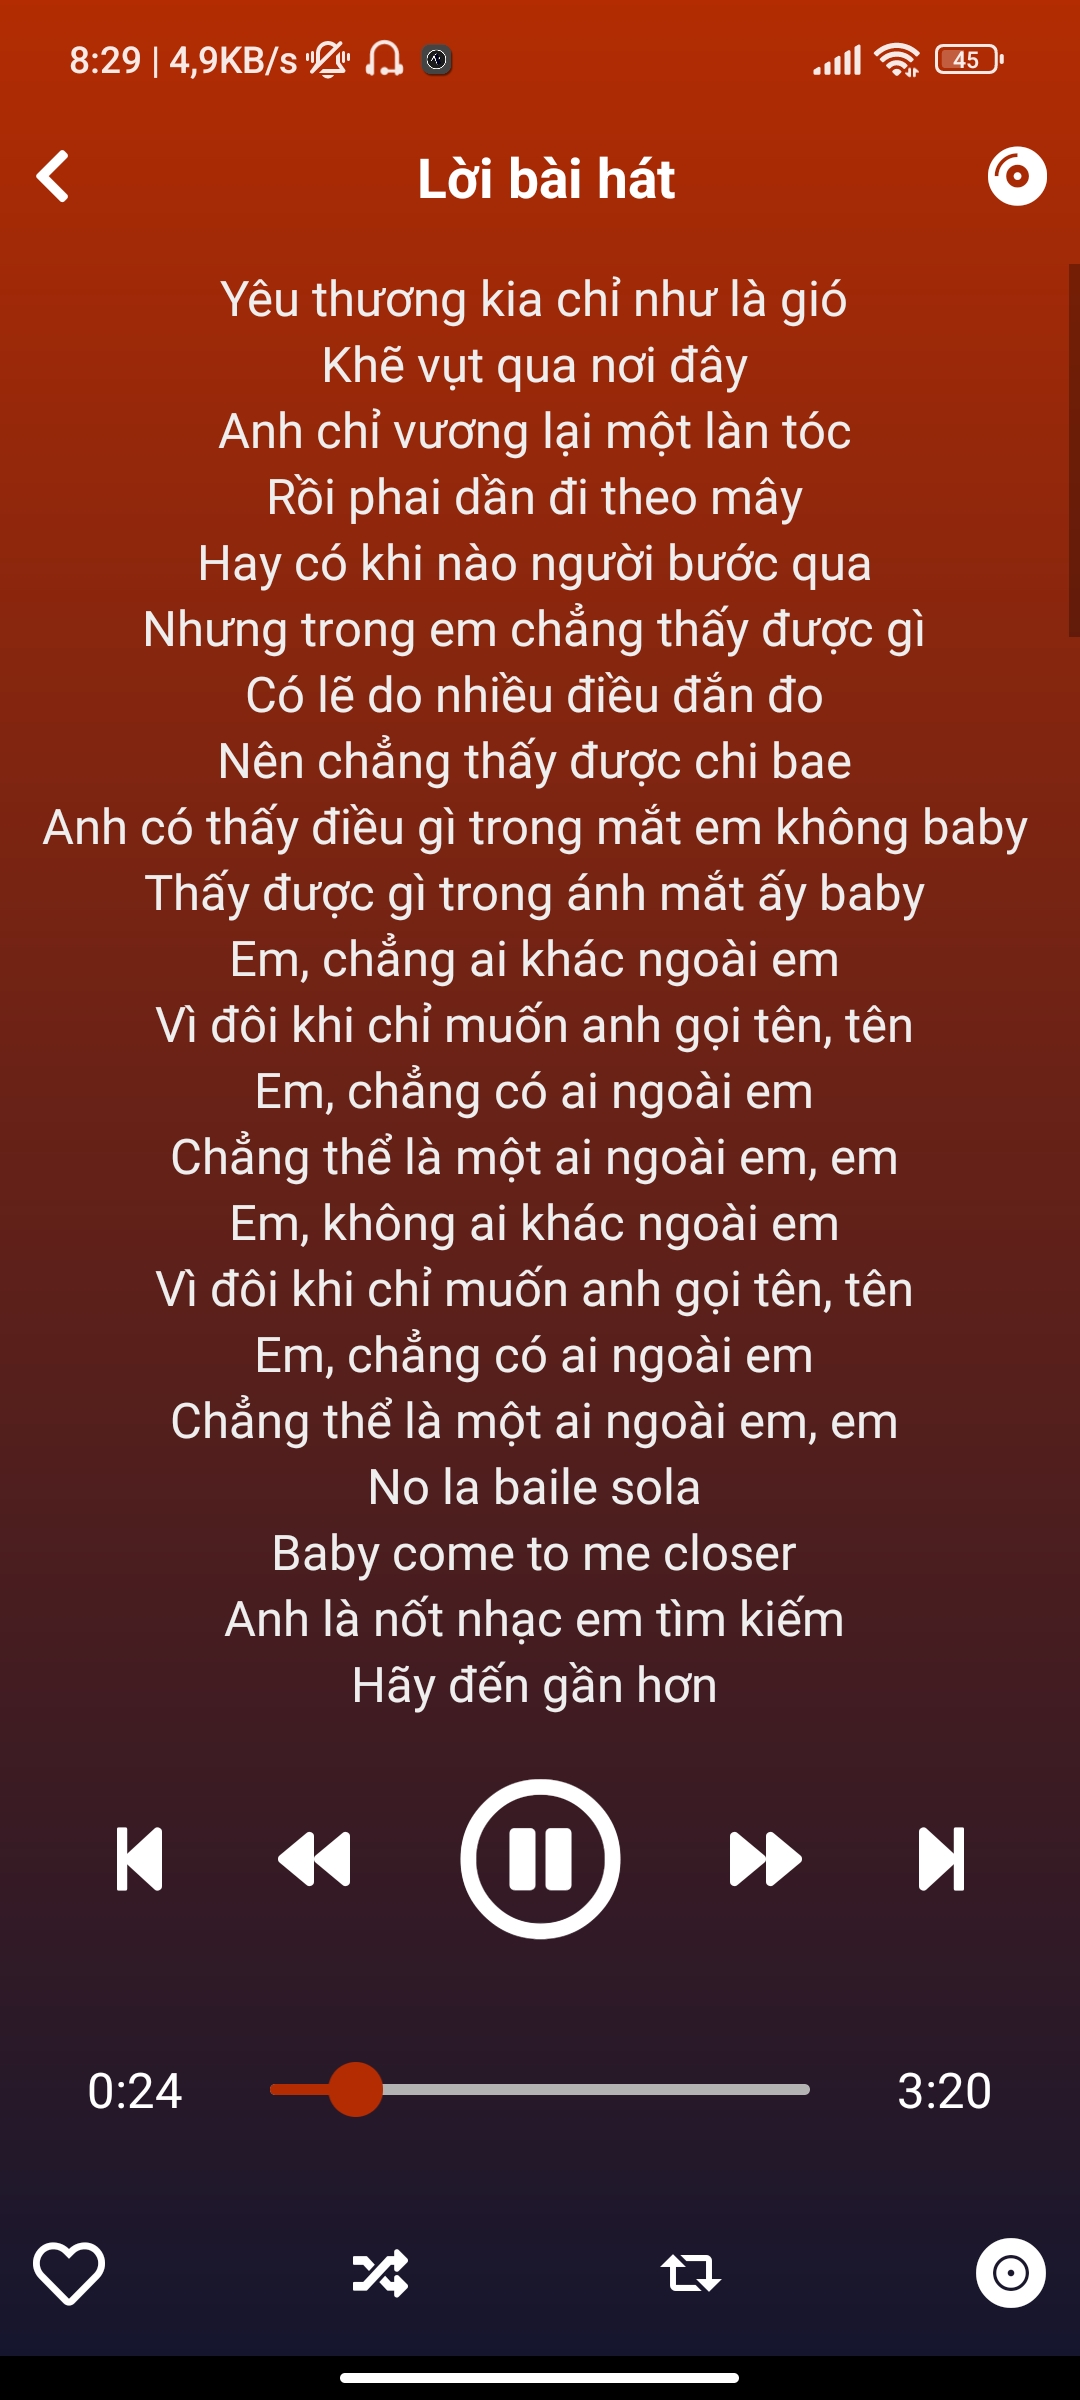 8:29 | 4,9KB/s
45
Lời bài hát
Yêu thương kia chỉ như là gió
Khẽ vụt qua nơi đây
Anh chỉ vương lại một làn tóc
Rồi phai dần đi theo mây
Hay có khi nào người bước qua
Nhưng trong em chẳng thấy được gì
Có lẽ do nhiều điều đắn đo
Nên chẳng thấy được chi bae
Anh có thấy điều gì trong mắt em không baby
Thấy được gì trong ánh mắt ấy baby
Em, chẳng ai khác ngoài em
Vì đôi khi chỉ muốn anh gọi tên, tên
Em, chẳng có ai ngoài em
Chẳng thể là một ai ngoài em, em
Em, không ai khác ngoài em
Vì đôi khi chỉ muốn anh gọi tên, tên
Em, chẳng có ai ngoài em
Chẳng thể là một ai ngoài em, em
No la baile sola
Baby come to me closer
Anh là nốt nhạc em tìm kiếm
Hãy đến gần hơn
0:24
3:20